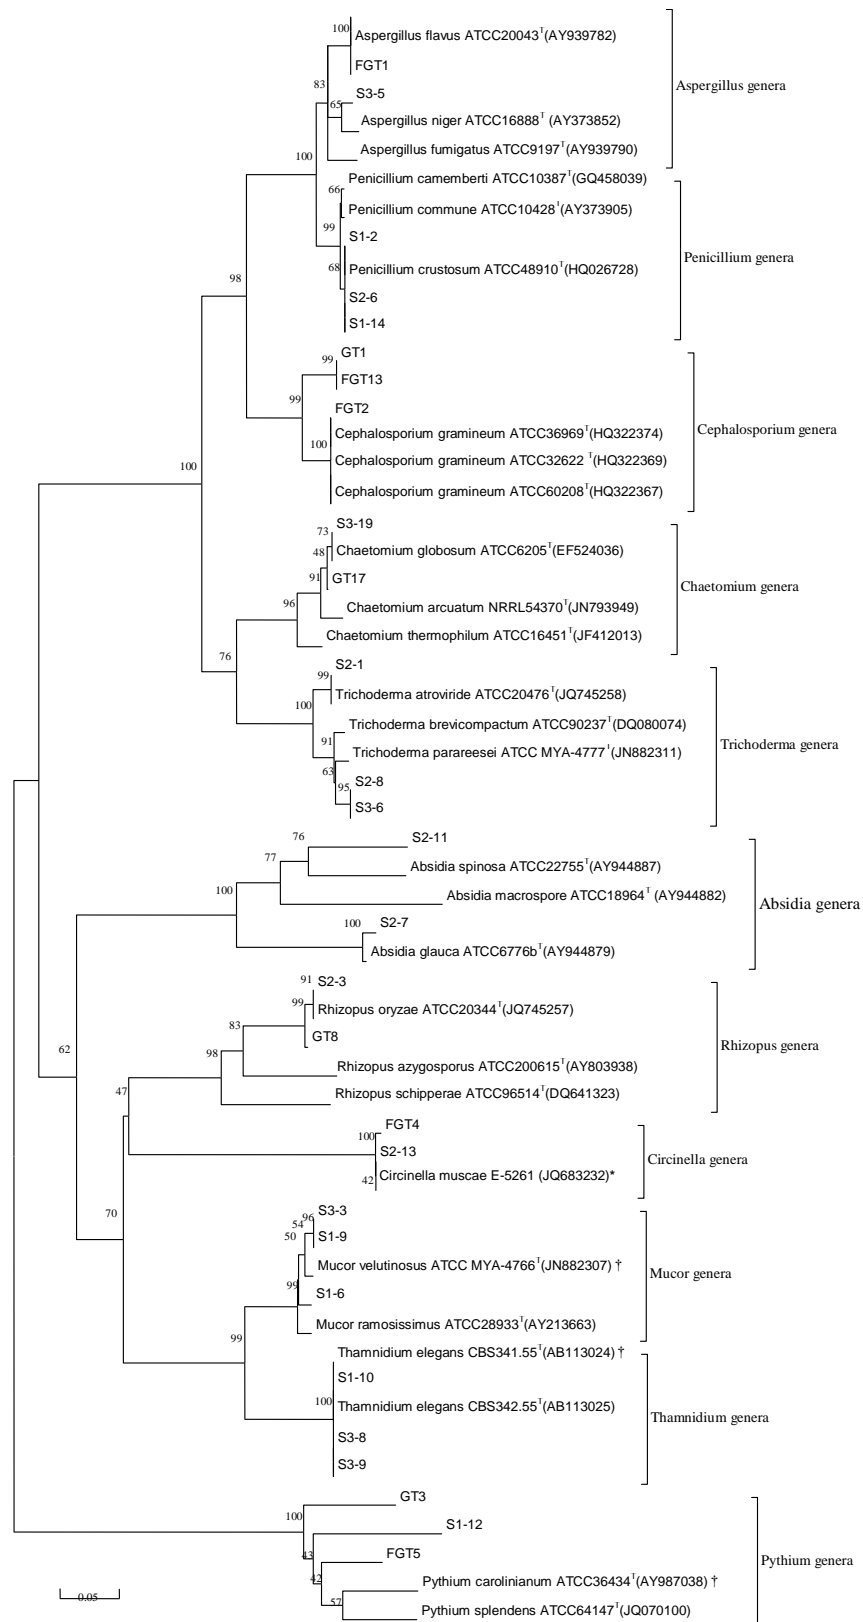 100
Aspergillus flavus ATCC20043T(AY939782)
FGT1
83
S3-5
65
Aspergillus niger ATCC16888T (AY373852)
Aspergillus genera
Aspergillus fumigatus ATCC9197T(AY939790)
100
Penicillium camemberti ATCC10387T(GQ458039)
66
Penicillium commune ATCC10428T(AY373905)
99
S1-2
Penicillium crustosum ATCC48910T(HQ026728)
68
Penicillium genera
S2-6
S1-14
98
GT1
99
FGT13
99
FGT2
Cephalosporium gramineum ATCC36969T(HQ322374)
100
Cephalosporium gramineum ATCC32622 T(HQ322369)
Cephalosporium gramineum ATCC60208T(HQ322367)
Cephalosporium genera
100
S3-19
73
48
Chaetomium globosum ATCC6205T(EF524036)
91
GT17
96
Chaetomium arcuatum NRRL54370T(JN793949)
Chaetomium thermophilum ATCC16451T(JF412013)
Chaetomium genera
76
S2-1
99
Trichoderma atroviride ATCC20476T(JQ745258)
100
Trichoderma brevicompactum ATCC90237T(DQ080074)
91
Trichoderma parareesei ATCC MYA-4777T(JN882311)
63
S2-8
95
S3-6
Trichoderma genera
76
S2-11
77
Absidia spinosa ATCC22755T(AY944887)
100
Absidia macrospore ATCC18964T (AY944882)
100
S2-7
Absidia glauca ATCC6776bT(AY944879)
Absidia genera
91
S2-3
99
Rhizopus oryzae ATCC20344T(JQ745257)
83
GT8
98
Rhizopus azygosporus ATCC200615T(AY803938)
Rhizopus schipperae ATCC96514T(DQ641323)
Rhizopus genera
62
47
FGT4
100
S2-13
42
Circinella muscae E-5261 (JQ683232)*
Circinella genera
70
S3-3
96
54
S1-9
50
Mucor velutinosus ATCC MYA-4766T(JN882307) †
99
S1-6
Mucor ramosissimus ATCC28933T(AY213663)
Mucor genera
99
Thamnidium elegans CBS341.55T(AB113024) †
S1-10
100
Thamnidium elegans CBS342.55T(AB113025)
S3-8
S3-9
Thamnidium genera
GT3
100
S1-12
43
FGT5
42
Pythium carolinianum ATCC36434T(AY987038) †
57
Pythium splendens ATCC64147T(JQ070100)
Pythium genera
0.05